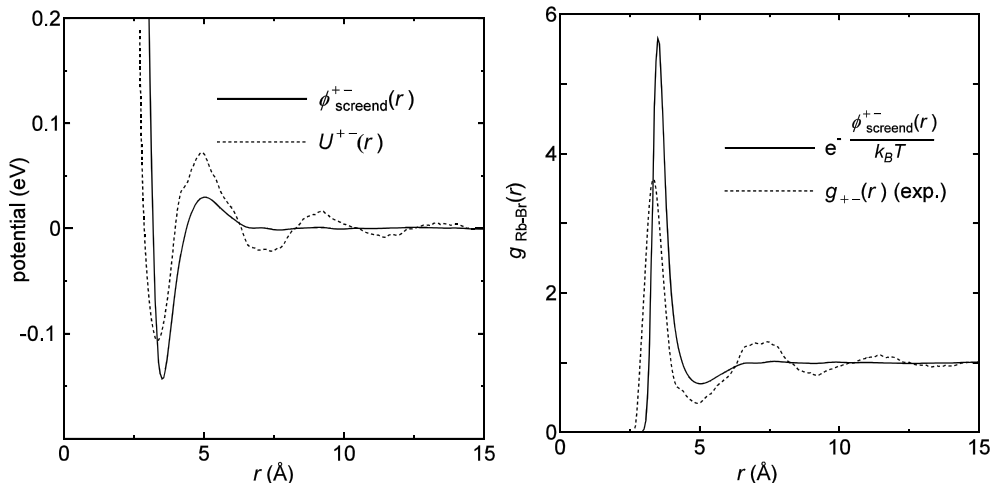 0.2
0.1
0
-0.1
potential (eV)
ϕ⁺⁻screend(r)
U⁺⁻(r)
0 5 10 15
r (Å)
6
4
2
0
g Rb-Br(r)
e- ϕ⁺⁻screend(r)
kBT
g+-(r) (exp.)
0 5 10 15
r (Å)